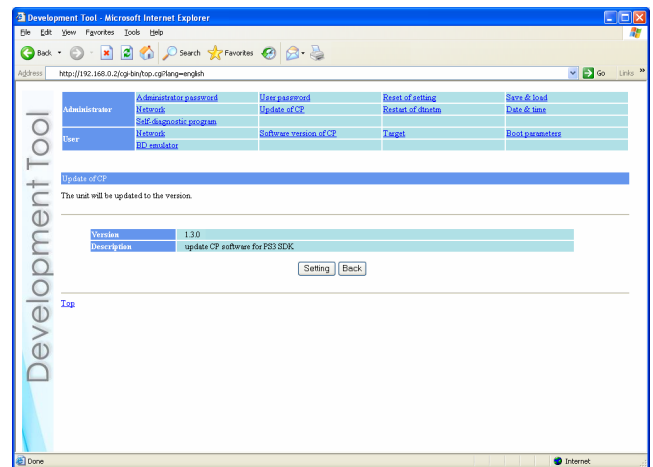 Development Tool - Microsoft Internet Explorer
File Edit View Favorites Tools Help
Back Search Favorites
Address http://192.168.0.2/cgi-bin/top.cgi?lang=english Go Links »
Development Tool
Administrater Administrator password User password Reset of setting Save & load
Network Update of CP Restart of dtnetm Date & time
Self-diagnostic program
User Network Software version of CP Target Boot parameters
BD emulator
Update of CP
The unit will be updated to the version.
Version 1.3.0
Description update CP software for PS3 SDK
Setting Back
Top
Done Internet